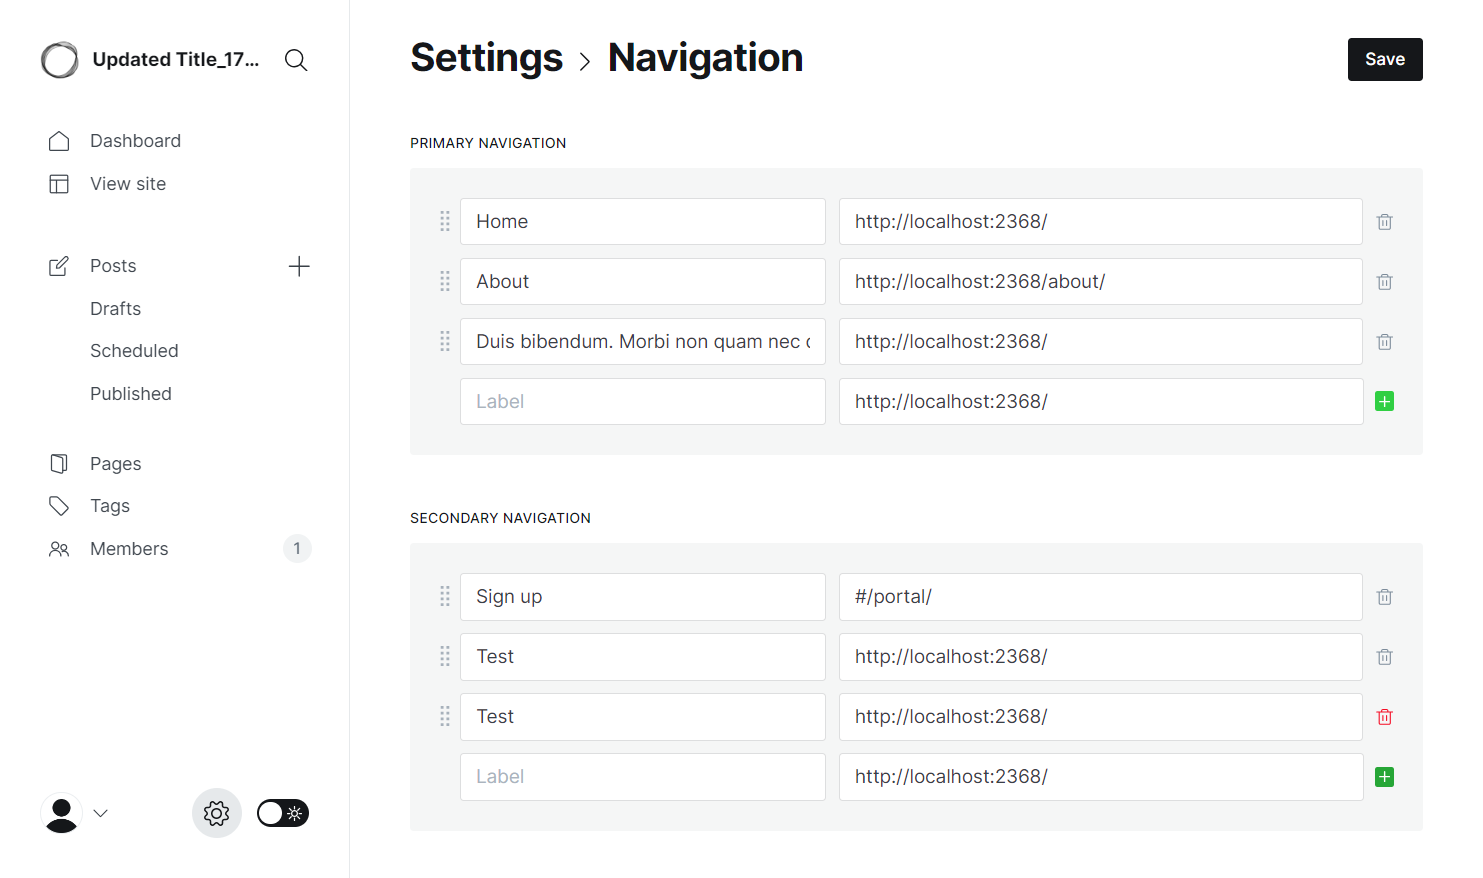 Updated Title_17...
Dashboard
View site
Posts
Drafts
Scheduled
Published
Pages
Tags
Members 1
Settings > Navigation
Save
PRIMARY NAVIGATION
Home http://localhost:2368/
About http://localhost:2368/about/
Duis bibendum. Morbi non quam nec http://localhost:2368/
Label http://localhost:2368/
SECONDARY NAVIGATION
Sign up #/portal/
Test http://localhost:2368/
Test http://localhost:2368/
Label http://localhost:2368/